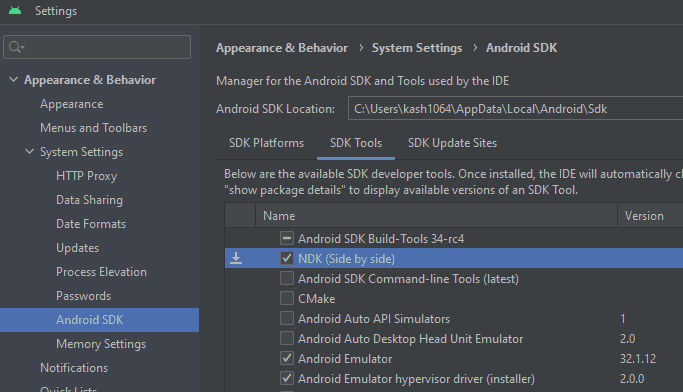 Settings
Appearance & Behavior › System Settings › Android SDK
Appearance & Behavior
Manager for the Android SDK and Tools used by the IDE
Appearance
Android SDK Location: C:\Users\kash1064\AppData\Local\Android\Sdk
Menus and Toolbars
System Settings
SDK Platforms SDK Tools SDK Update Sites
HTTP Proxy
Below are the available SDK developer tools. Once installed, the IDE will automatically
Data Sharing
"show package details" to display available versions of an SDK Tool.
Date Formats
Name Version
Updates
Android SDK Build-Tools 34-rc4
NDK (Side by side)
Process Elevation
Android SDK Command-line Tools (latest)
Passwords
CMake
Android SDK
Android Auto API Simulators 1
Memory Settings
Android Auto Desktop Head Unit Emulator 2.0
Notifications
Android Emulator 32.1.12
Android Emulator hypervisor driver (installer) 2.0.0
Quick Lists